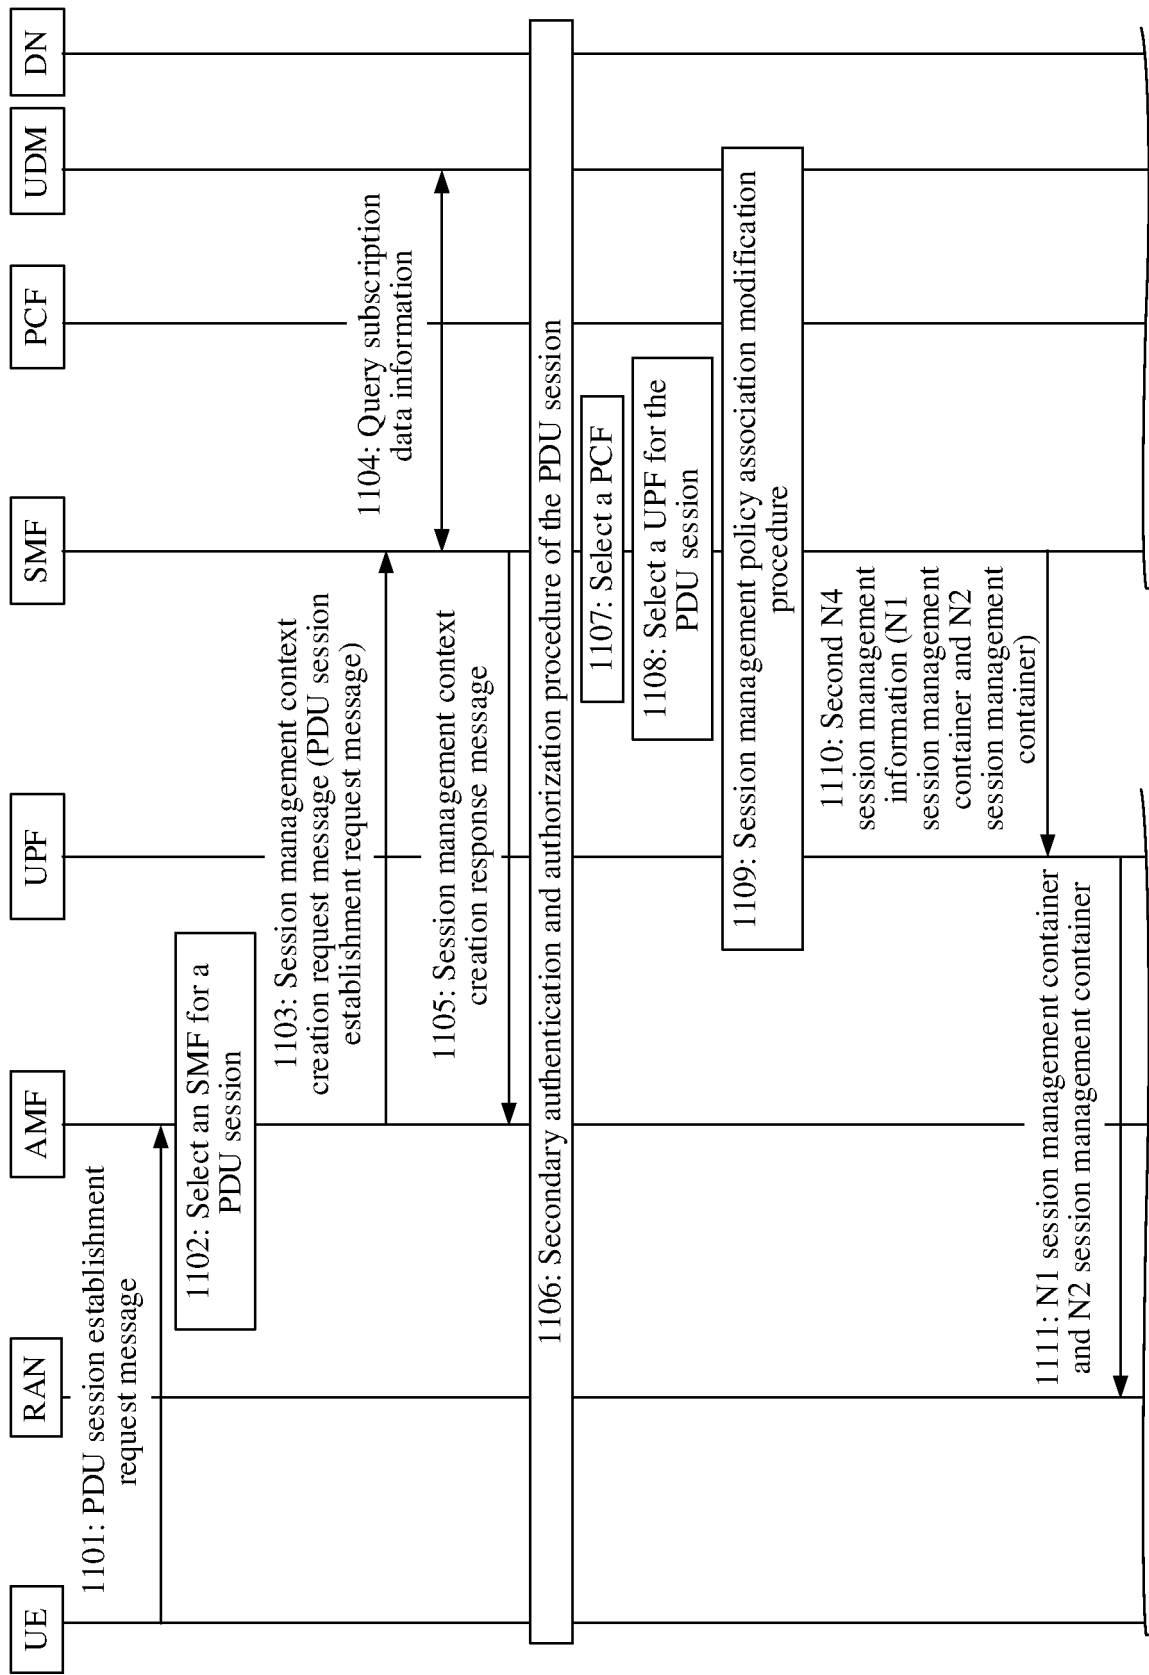 UE
RAN
AMF
UPF
SMF
PCF
UDM
DN
1101: PDU session establishment
request message
1102: Select an SMF for a
PDU session
1103: Session management context
creation request message (PDU session
establishment request message)
1104: Query subscription
data information
1105: Session management context
creation response message
1106: Secondary authentication and authorization procedure of the PDU session
1107: Select a PCF
1108: Select a UPF for the
PDU session
1109: Session management policy association modification
procedure
1110: Second N4
session management
information (N1
session management
container and N2
session management
container)
1111: N1 session management container
and N2 session management container